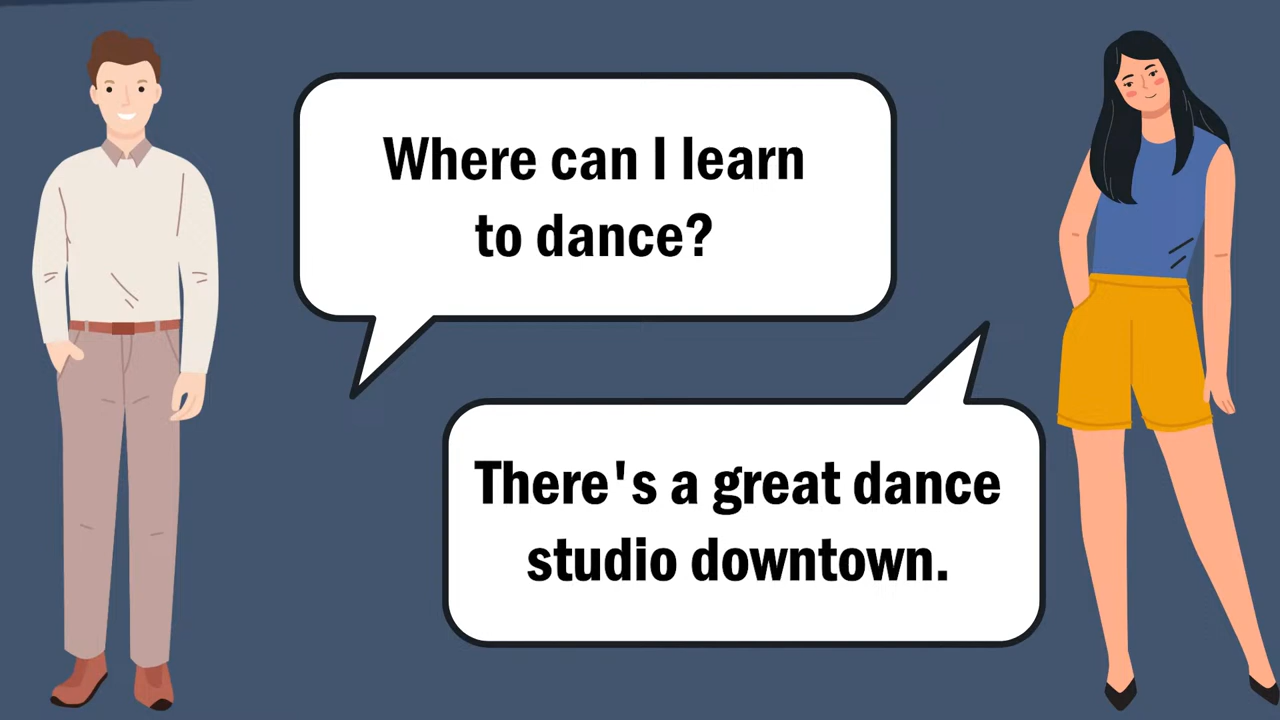 Where can I learn
to dance?
There's a great dance
studio downtown.